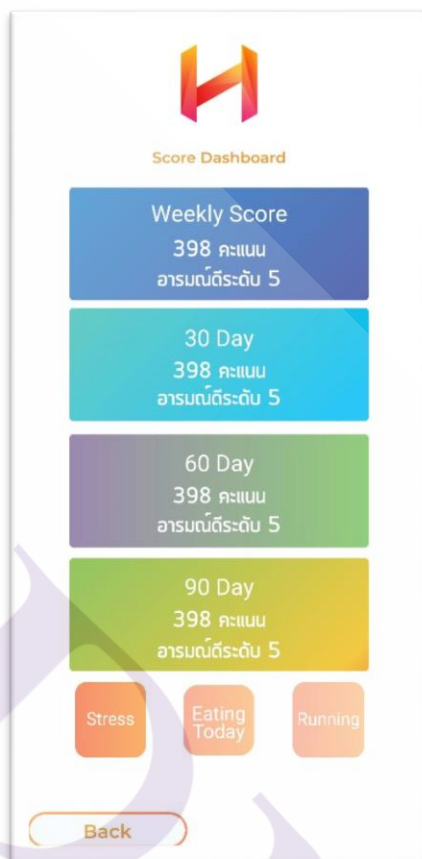 Score Dashboard
Weekly Score
398 คะแนน
อารมณ์ดีระดับ 5
30 Day
398 คะแนน
อารมณ์ดีระดับ 5
60 Day
398 คะแนน
อารมณ์ดีระดับ 5
90 Day
398 คะแนน
อารมณ์ดีระดับ 5
Stress
Eating
Today
Running
Back